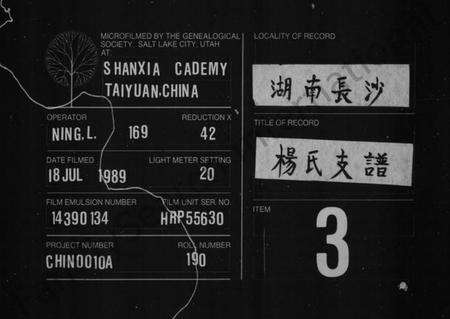 MICROFILMED BY THE GENEALOGICAL
SOCIETY, SALT LAKE CITY, UTAH
AT:
SHANXIA CADEMY
TAIYUAN.CHINA
OPERATOR
REDUCTION X
NING.L. 169
42
DATE FILMED
LIGHT METER SETTING
18JUL 1989
20
FILM EMULSION NUMBER
FILM UNIT SER. NO.
14390134
HRP55630
PROJECT NUMBER
ROLL NUMBER
CHIN0010A
190
LOCALITY OF RECORD
湖南長沙
TITLE OF RECORD
楊氏支譜
ITEM
3